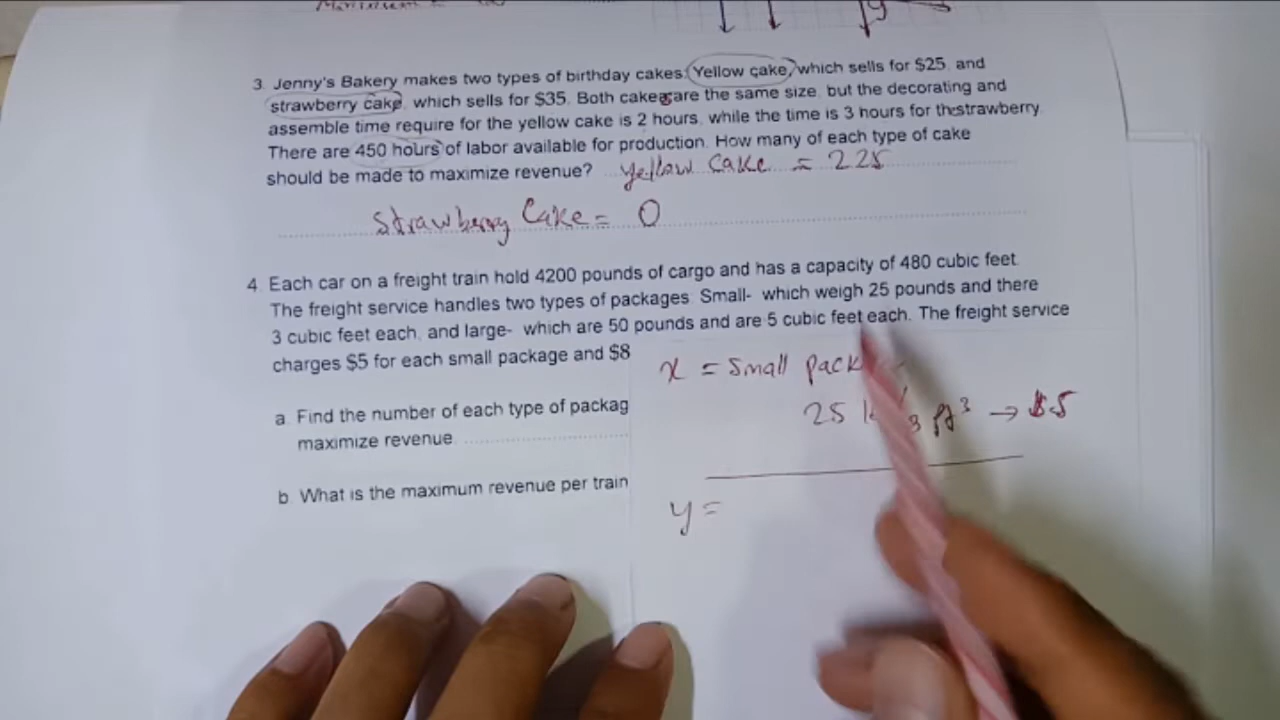 3. Jenny's Bakery makes two types of birthday cakes: Yellow cake, which sells for $25, and
strawberry cake, which sells for $35. Both cakes are the same size, but the decorating and
assemble time require for the yellow cake is 2 hours, while the time is 3 hours for the strawberry.
There are 450 hours of labor available for production. How many of each type of cake
should be made to maximize revenue? yellow Cake = 225
Strawberry Cake = 0
4. Each car on a freight train hold 4200 pounds of cargo and has a capacity of 480 cubic feet.
The freight service handles two types of packages: Small- which weigh 25 pounds and there
3 cubic feet each, and large- which are 50 pounds and are 5 cubic feet each. The freight service
charges $5 for each small package and $8
x = Small
a. Find the number of each type of packag
25 3 ft³ → $5
maximize revenue.
b. What is the maximum revenue per train
y =